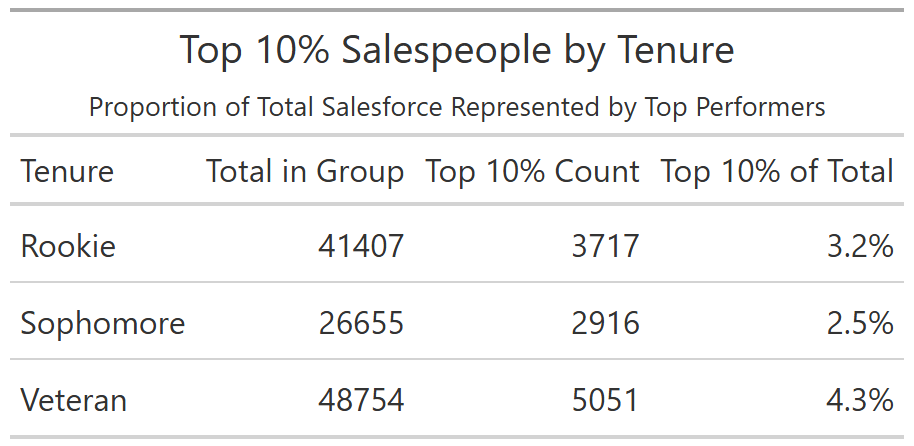 Top 10% Salespeople by Tenure
Proportion of Total Salesforce Represented by Top Performers
Tenure Total in Group Top 10% Count Top 10% of Total
Rookie 41407 3717 3.2%
Sophomore 26655 2916 2.5%
Veteran 48754 5051 4.3%